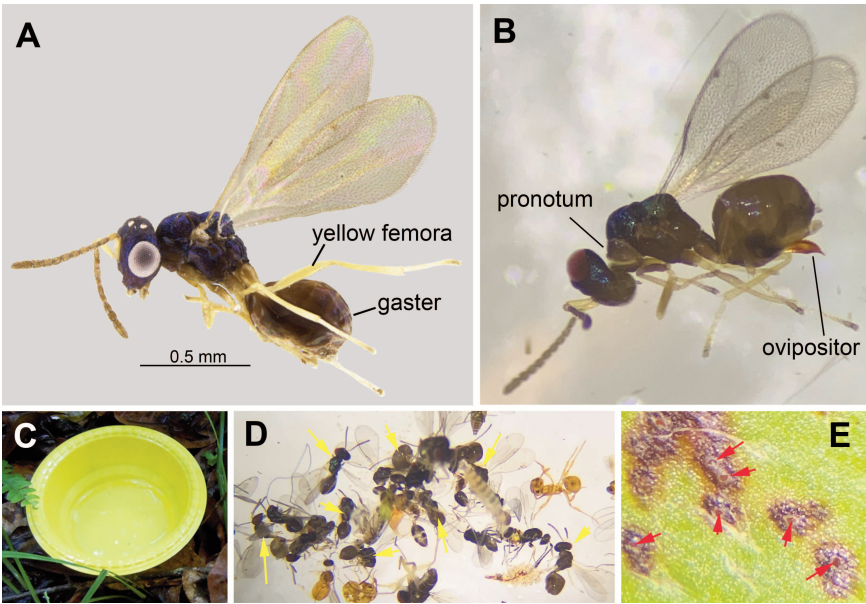 A
B
pronotum
yellow femora
gaster
0.5 mm
ovipositor
C
D
E